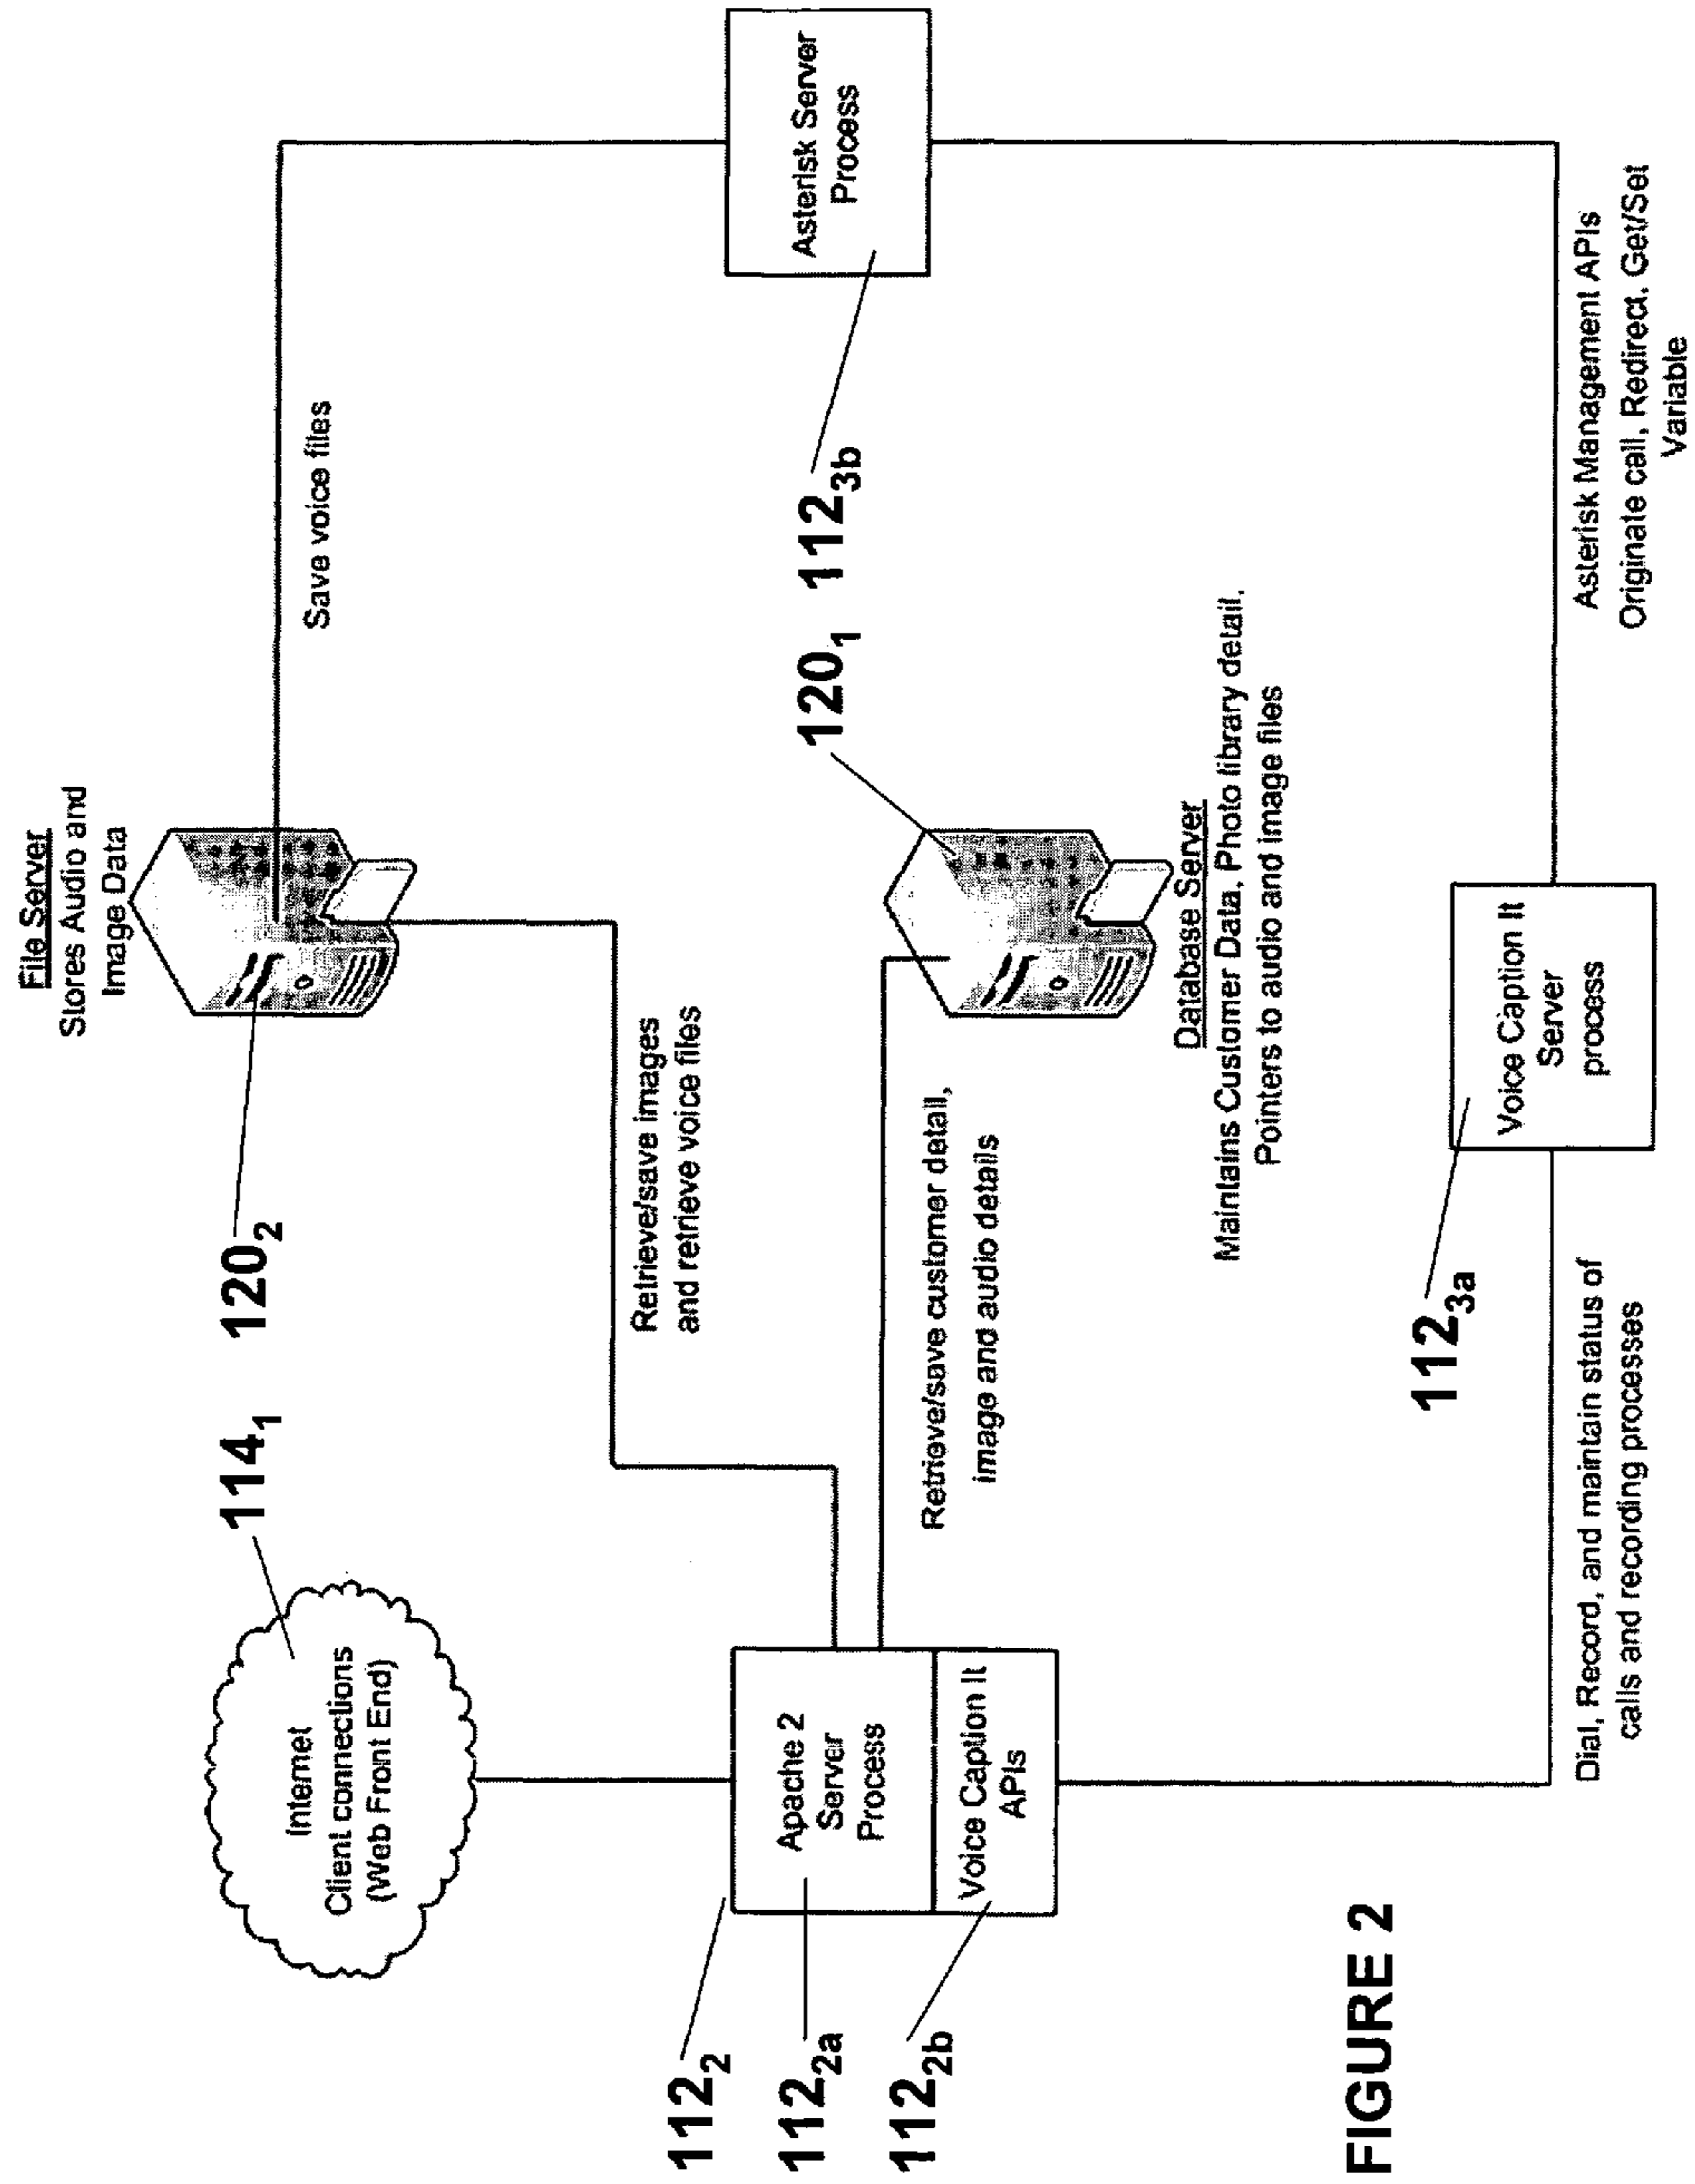 File Server
Stores Audio and
Image Data
114₁
120₂
Save voice files
Internet
Client connections
(Web Front End)
Retrieve/save images
and retrieve voice files
112₂
112₂ₐ
112₂b
Apache 2
Server
Process
Voice Caption It
APIs
Retrieve/save customer detail,
image and audio details
120₁
112₃b
Asterisk Server
Process
Database Server
Maintains Customer Data, Photo library detail,
Pointers to audio and image files
112₃ₐ
Voice Caption It
Server
process
Dial, Record, and maintain status of
calls and recording processes
Asterisk Management APIs
Originate call, Redirect, Get/Set
Variable
FIGURE 2